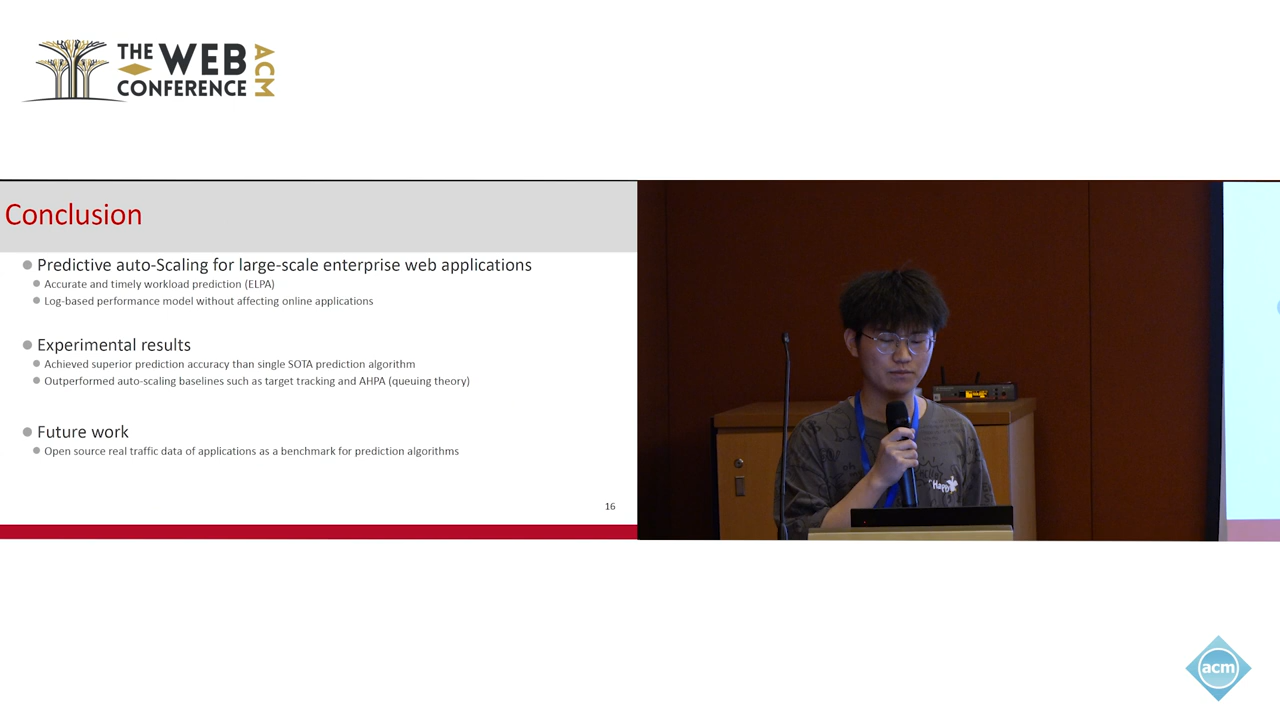 THE WEB
CONFERENCE
ACM
Conclusion
Predictive auto-Scaling for large-scale enterprise web applications
Accurate and timely workload prediction (ELPA)
Log-based performance model without affecting online applications
Experimental results
Achieved superior prediction accuracy than single SOTA prediction algorithm
Outperformed auto-scaling baselines such as target tracking and AHPA (queuing theory)
Future work
Open source real traffic data of applications as a benchmark for prediction algorithms
16
acm